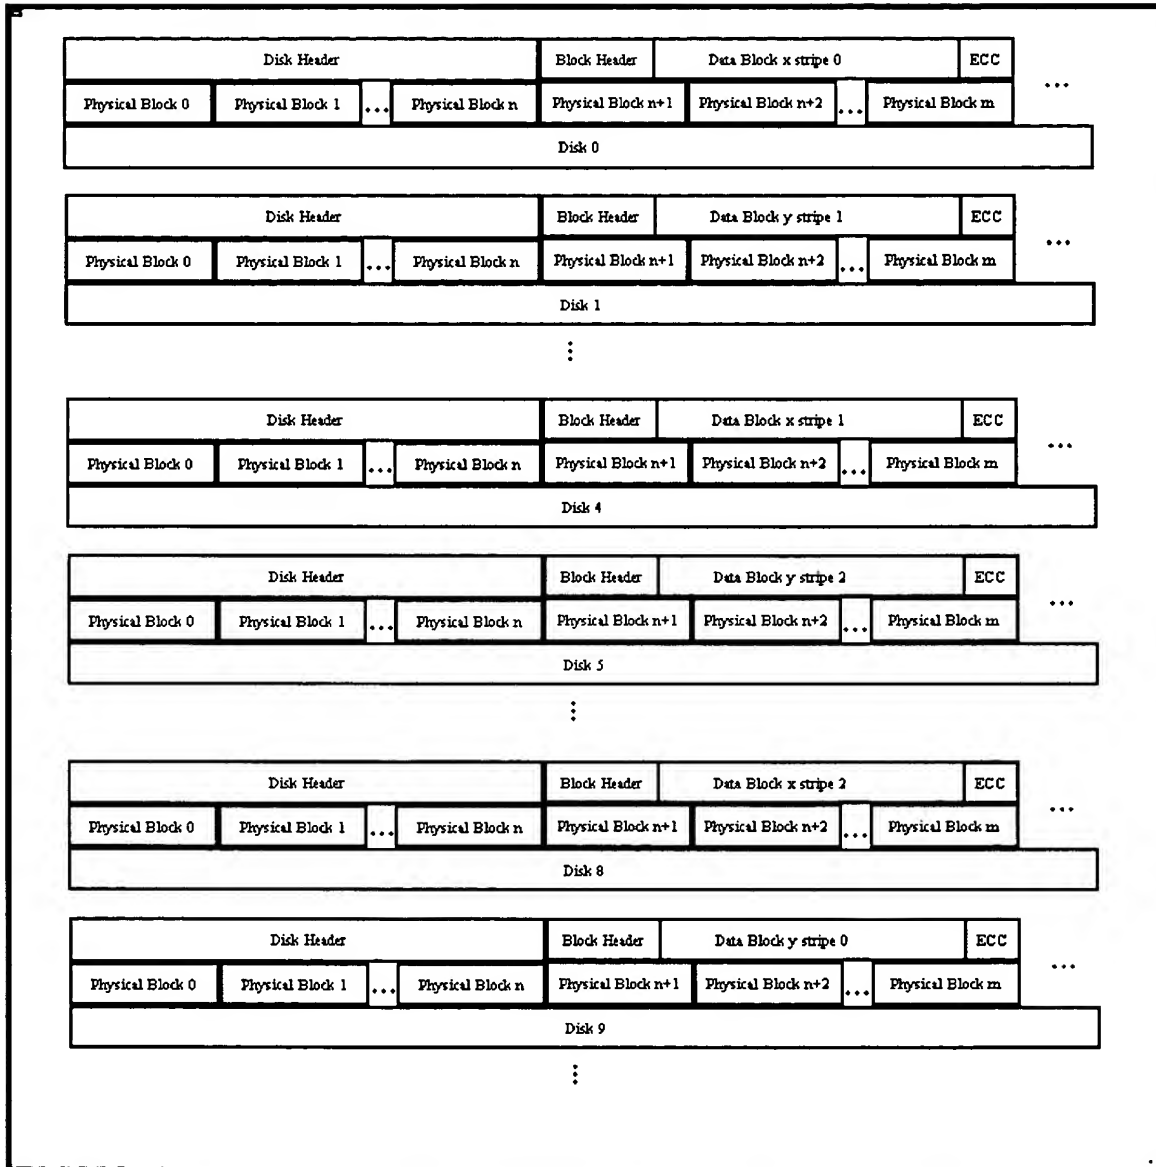 Disk Header Block Header Data Block x stripe 0 ECC
Physical Block 0 Physical Block 1 ... Physical Block n Physical Block n+1 Physical Block n+2 ... Physical Block m ...
Disk 0
Disk Header Block Header Data Block y stripe 1 ECC
Physical Block 0 Physical Block 1 ... Physical Block n Physical Block n+1 Physical Block n+2 ... Physical Block m ...
Disk 1
⋮
Disk Header Block Header Data Block x stripe 1 ECC
Physical Block 0 Physical Block 1 ... Physical Block n Physical Block n+1 Physical Block n+2 ... Physical Block m ...
Disk 4
Disk Header Block Header Data Block y stripe 2 ECC
Physical Block 0 Physical Block 1 ... Physical Block n Physical Block n+1 Physical Block n+2 ... Physical Block m ...
Disk 5
⋮
Disk Header Block Header Data Block x stripe 2 ECC
Physical Block 0 Physical Block 1 ... Physical Block n Physical Block n+1 Physical Block n+2 ... Physical Block m ...
Disk 8
Disk Header Block Header Data Block y stripe 0 ECC
Physical Block 0 Physical Block 1 ... Physical Block n Physical Block n+1 Physical Block n+2 ... Physical Block m ...
Disk 9
⋮